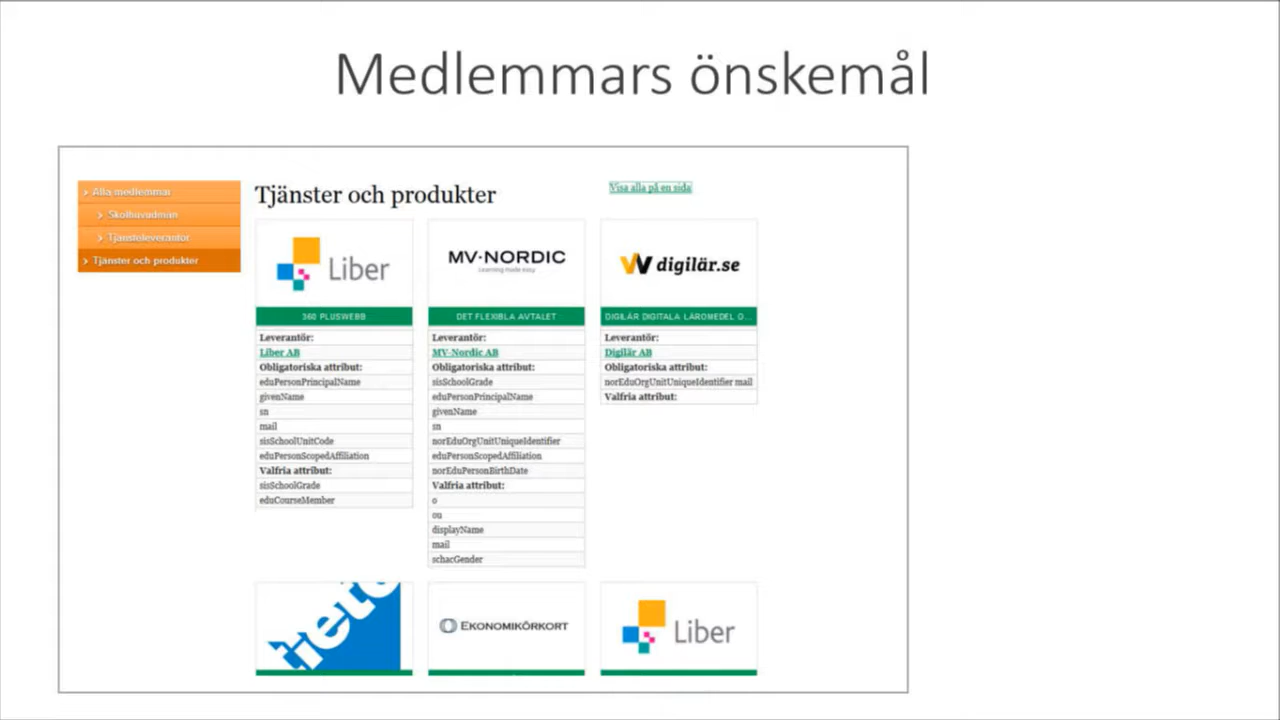 Medlemmars önskemål
Alla medlemmar
Skolhuvudman
Tjänsteleverantör
Tjänster och produkter
Tjänster och produkter
Visa alla på en sida
Liber
360 PLUSWEBB
Leverantör:
Liber AB
Obligatoriska attribut:
eduPersonPrincipalName
givenName
sn
mail
sisSchoolUnitCode
eduPersonScopedAffiliation
Valfria attribut:
sisSchoolGrade
eduCourseMember
MV-NORDIC
Learning made easy
DET FLEXIBLA AVTALET
Leverantör:
MV-Nordic AB
Obligatoriska attribut:
sisSchoolGrade
eduPersonPrincipalName
givenName
sn
norEduOrgUnitUniqueIdentifier
eduPersonScopedAffiliation
norEduPersonBirthDate
Valfria attribut:
o
ou
displayName
mail
schacGender
digilär.se
DIGILÄR DIGITALA LÄROMEDEL O...
Leverantör:
Digilär AB
Obligatoriska attribut:
norEduOrgUnitUniqueIdentifier mail
Valfria attribut:
tieto
EKONOMIKÖRKORT
Liber